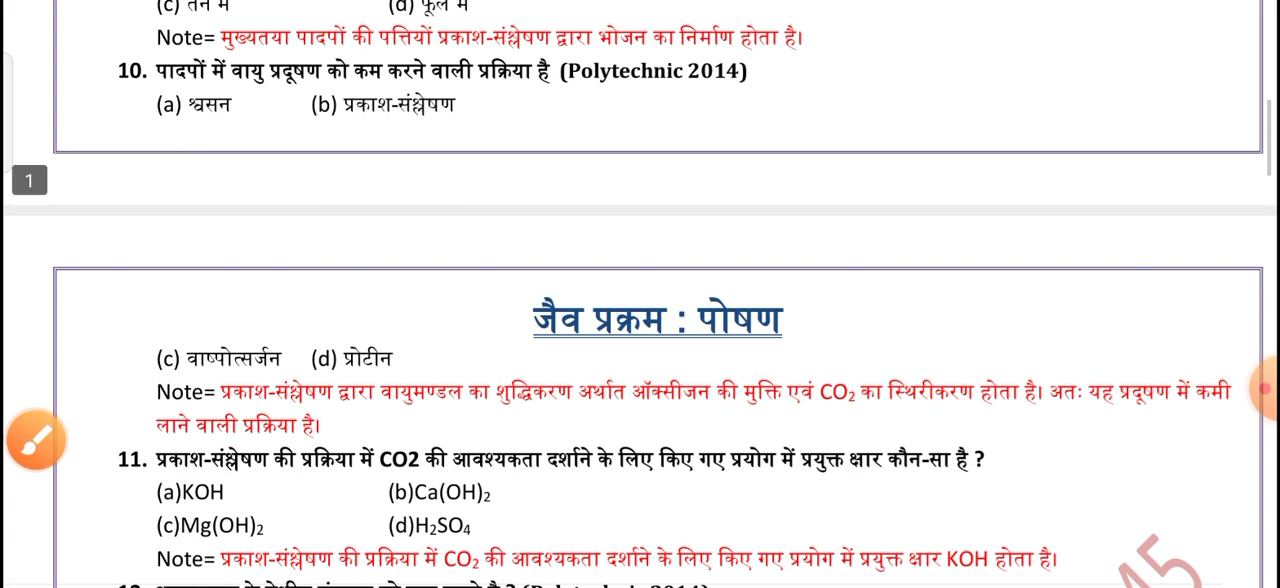 (c) तने में (d) फूल में
Note= मुख्यतया पादपों की पत्तियों प्रकाश-संश्लेषण द्वारा भोजन का निर्माण होता है।
10. पादपों में वायु प्रदूषण को कम करने वाली प्रक्रिया है (Polytechnic 2014)
(a) श्वसन (b) प्रकाश-संश्लेषण
1
जैव प्रक्रम : पोषण
(c) वाष्पोत्सर्जन (d) प्रोटीन
Note= प्रकाश-संश्लेषण द्वारा वायुमण्डल का शुद्धिकरण अर्थात ऑक्सीजन की मुक्ति एवं CO₂ का स्थिरीकरण होता है। अतः यह प्रदूषण में कमी
लाने वाली प्रक्रिया है।
11. प्रकाश-संश्लेषण की प्रक्रिया में CO2 की आवश्यकता दर्शाने के लिए किए गए प्रयोग में प्रयुक्त क्षार कौन-सा है ?
(a)KOH (b)Ca(OH)₂
(c)Mg(OH)₂ (d)H₂SO₄
Note= प्रकाश-संश्लेषण की प्रक्रिया में CO₂ की आवश्यकता दर्शाने के लिए किए गए प्रयोग में प्रयुक्त क्षार KOH होता है।
45